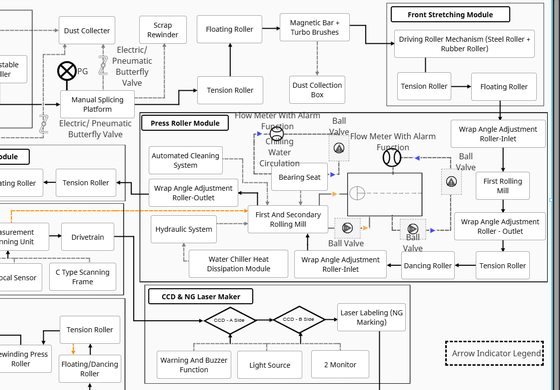 Dust Collecter
Scrap
Rewinder
Floating Roller
Magnetic Bar +
Turbo Brushes
Front Stretching Module
Driving Roller Mechanism (Steel Roller +
Rubber Roller)
Electric/
Pneumatic
Butterfly
Valve
PG
Manual Splicing
Platform
Tension Roller
Dust Collection
Box
Tension Roller
Floating Roller
Electric/ Pneumatic
Butterfly Valve
Press Roller Module
Flow Meter With Alarm
Function
Chilling
Water
Circulation
Ball
Valve
Flow Meter With Alarm
Function
Ball
Valve
Wrap Angle Adjustment
Roller-Inlet
Automated Cleaning
System
Bearing Seat
Tension Roller
Wrap Angle Adjustment
Roller-Outlet
First Rolling
Mill
First And Secondary
Rolling Mill
Hydraulic System
Wrap Angle Adjustment
Roller - Outlet
Ball Valve
Ball
Valve
Drivetrain
C Type Scanning
Frame
Water Chiller Heat
Dissipation Module
Wrap Angle Adjustment
Roller-Inlet
Dancing Roller
Tension Roller
CCD & NG Laser Maker
CCD - A Side
CCD - B Side
Laser Labeling (NG
Marking)
Tension Roller
Floating/Dancing
Roller
Warning And Buzzer
Function
Light Source
2 Monitor
Arrow Indicator Legend